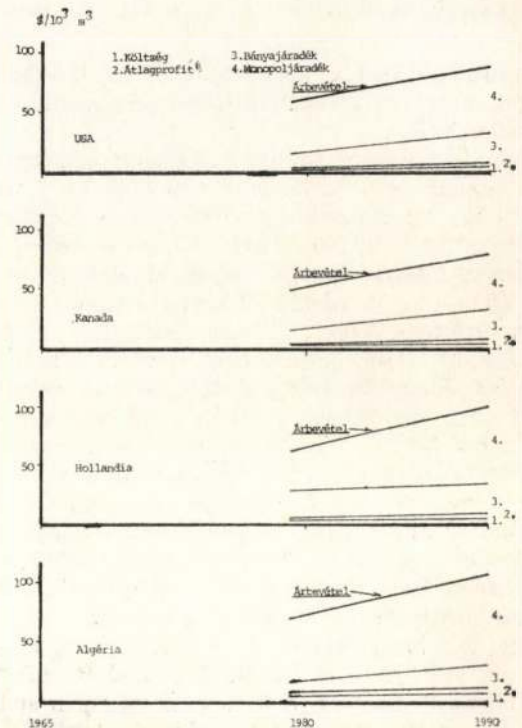 $/10³ m³
1.Költség 3.Bányajáradék
2.Átlagprofit 4.Monopoljáradék
100
Árbevétel
4.
50
USA
3.
2.
1.
100
Árbevétel
4.
50
Kanada
3.
2.
1.
100
Árbevétel
4.
50
Hollandia
3.
2.
1.
100
Árbevétel
4.
50
Algéria
3.
2.
1.
1965 1980 1990